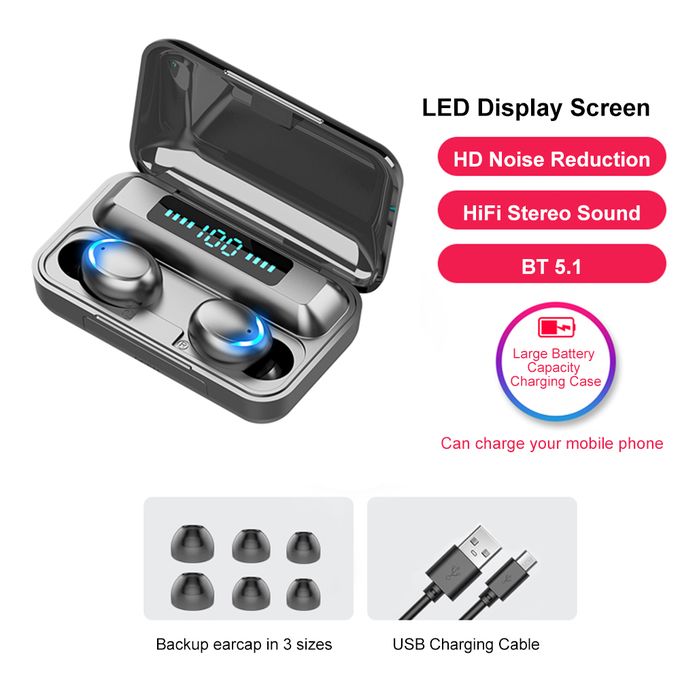 LED Display Screen
HD Noise Reduction
HiFi Stereo Sound
BT 5.1
100
Large Battery
Capacity
Charging Case
Can charge your mobile phone
Backup earcap in 3 sizes
USB Charging Cable